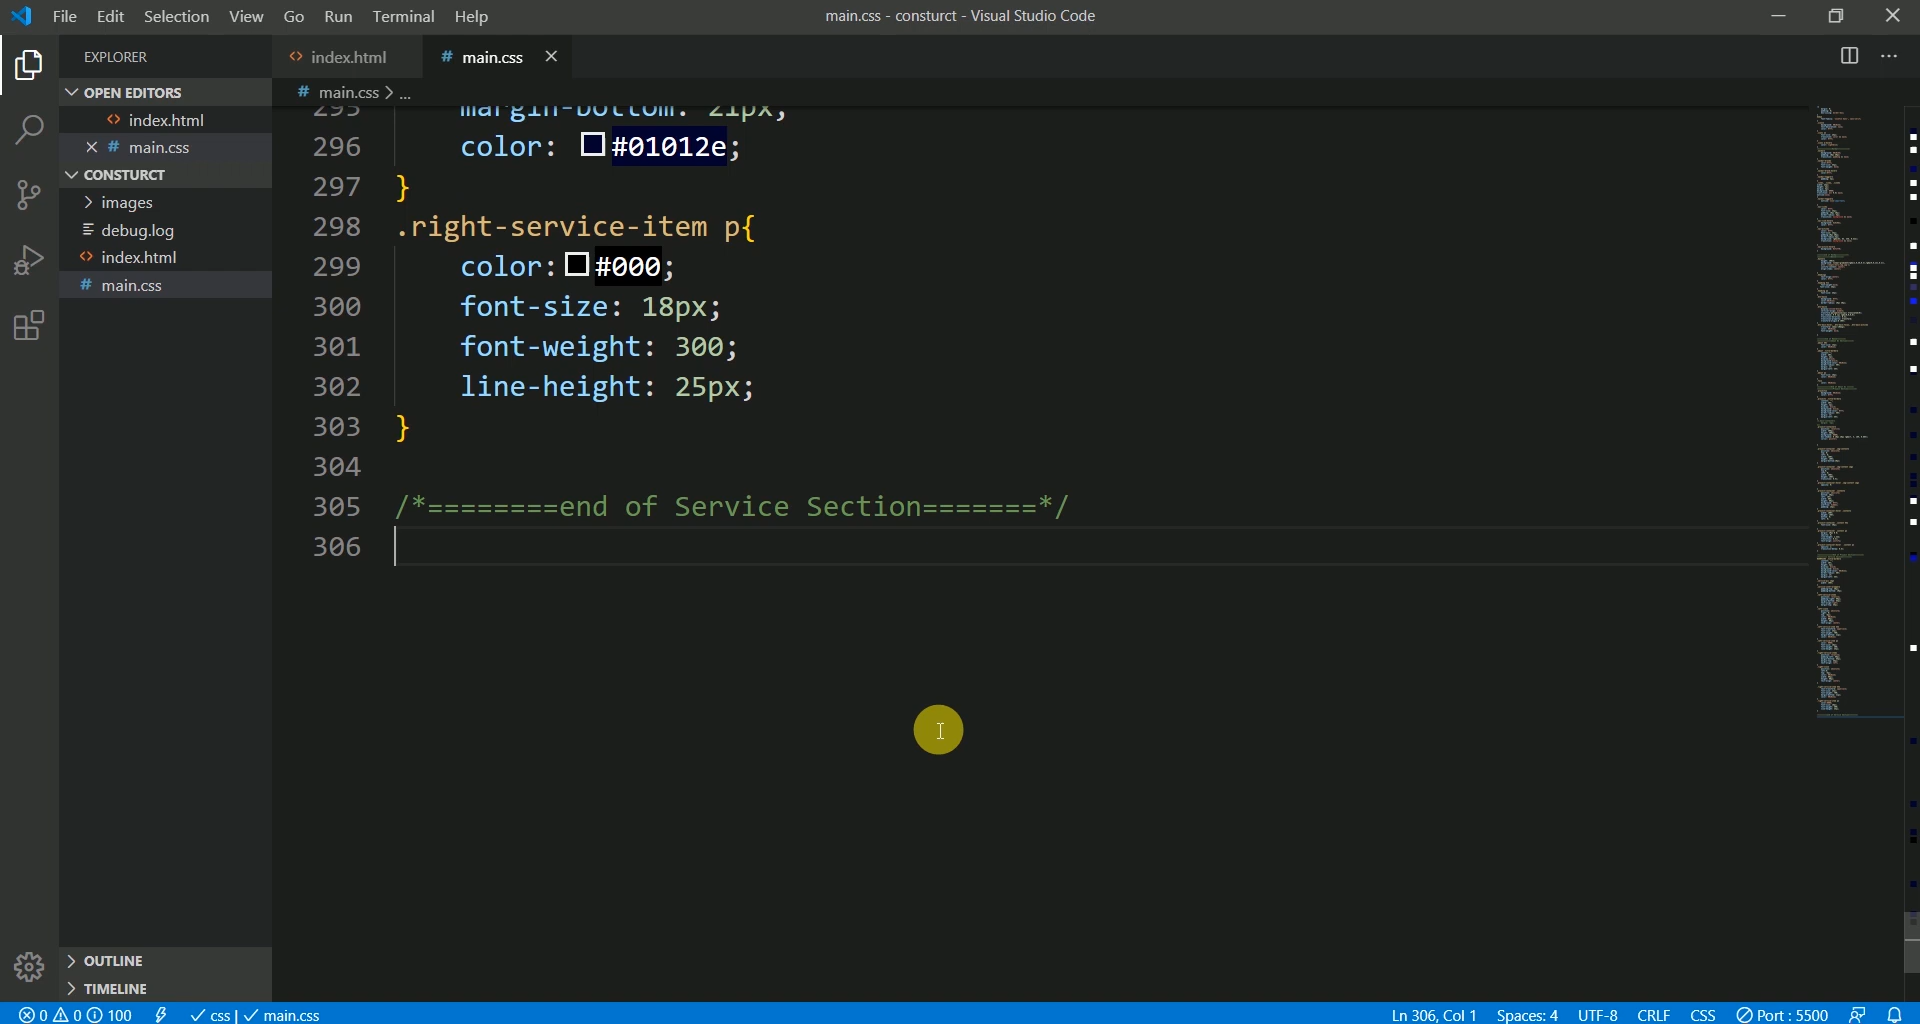 File Edit Selection View Go Run Terminal Help
main.css - consturct - Visual Studio Code
EXPLORER
index.html
# main.css
OPEN EDITORS
# main.css > ...
index.html
# main.css
CONSTURCT
images
debug.log
index.html
# main.css
295 margin-bottom: 21px;
296 color: #01012e;
297 }
298 .right-service-item p{
299 color: #000;
300 font-size: 18px;
301 font-weight: 300;
302 line-height: 25px;
303 }
304
305 /*========end of Service Section=======*/
306
OUTLINE
TIMELINE
0 0 100 css | main.css
Ln 306, Col 1 Spaces: 4 UTF-8 CRLF CSS Port : 5500